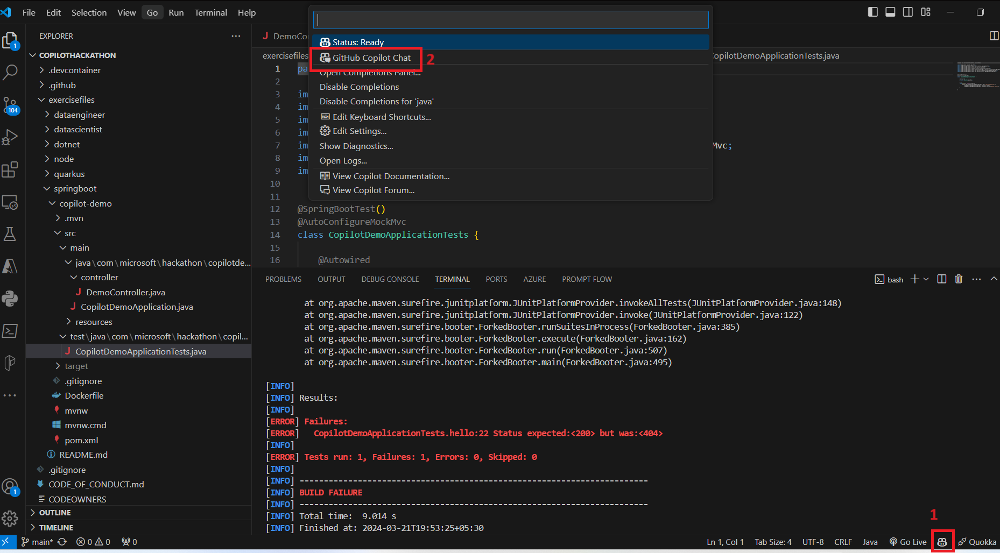 File Edit Selection View Go Run Terminal Help
EXPLORER
1
COPILOTHACKATHON
.devcontainer
.github
exercisefiles
104
dataengineer
datascientist
dotnet
node
quarkus
springboot
copilot-demo
.mvn
src
main
java\com\microsoft\hackathon\copilotde...
controller
DemoController.java
CopilotDemoApplication.java
resources
test\java\com\microsoft\hackathon\copil...
CopilotDemoApplicationTests.java
target
.gitignore
Dockerfile
mvnw
mvnw.cmd
pom.xml
README.md
.gitignore
CODE_OF_CONDUCT.md
1
CODEOWNERS
OUTLINE
TIMELINE
Status: Ready
GitHub Copilot Chat 2
Open Completions Panel...
Disable Completions
Disable Completions for 'java'
Edit Keyboard Shortcuts...
Edit Settings...
Show Diagnostics...
Open Logs...
View Copilot Documentation...
View Copilot Forum...
DemoCo
exercisefiles opilotDemoApplicationTests.java
1 pa
2
3 im
4 im
5 im
6 im
7 im Mvc;
8 im
9 im
10
11
12 @SpringBootTest()
13 @AutoConfigureMockMvc
14 class CopilotDemoApplicationTests {
15
16 @Autowired
PROBLEMS OUTPUT DEBUG CONSOLE TERMINAL PORTS AZURE PROMPT FLOW bash
at org.apache.maven.surefire.junitplatform.JUnitPlatformProvider.invokeAllTests(JUnitPlatformProvider.java:148)
at org.apache.maven.surefire.junitplatform.JUnitPlatformProvider.invoke(JUnitPlatformProvider.java:122)
at org.apache.maven.surefire.booter.ForkedBooter.runSuitesInProcess(ForkedBooter.java:385)
at org.apache.maven.surefire.booter.ForkedBooter.execute(ForkedBooter.java:162)
at org.apache.maven.surefire.booter.ForkedBooter.run(ForkedBooter.java:507)
at org.apache.maven.surefire.booter.ForkedBooter.main(ForkedBooter.java:495)
[INFO]
[INFO] Results:
[INFO]
[ERROR] Failures:
[ERROR] CopilotDemoApplicationTests.hello:22 Status expected:<200> but was:<404>
[INFO]
[ERROR] Tests run: 1, Failures: 1, Errors: 0, Skipped: 0
[INFO]
[INFO] ------------------------------------------------------------------------
[INFO] BUILD FAILURE
[INFO] ------------------------------------------------------------------------
[INFO] Total time: 9.014 s
[INFO] Finished at: 2024-03-21T19:53:25+05:30
1
main* 0 0 0 Ln 1, Col 1 Tab Size: 4 UTF-8 CRLF Java Go Live Quokka